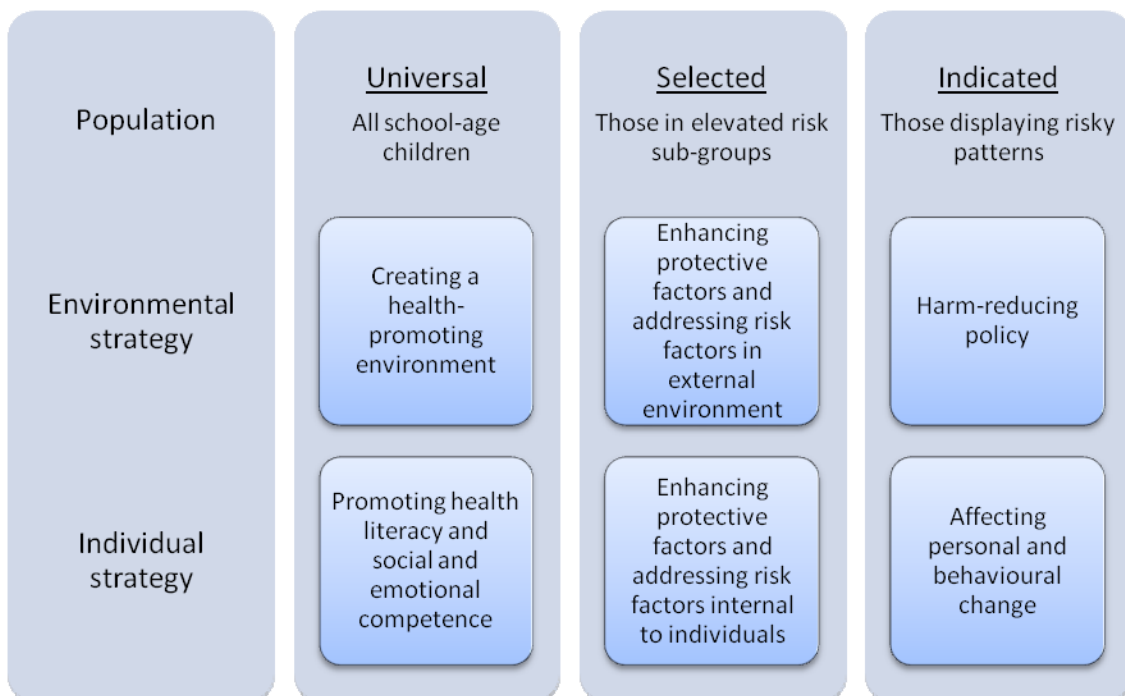 Population
Universal
All school-age
children
Selected
Those in elevated risk
sub-groups
Indicated
Those displaying risky
patterns
Environmental
strategy
Creating a
health-
promoting
environment
Enhancing
protective
factors and
addressing risk
factors in
external
environment
Harm-reducing
policy
Individual
strategy
Promoting health
literacy and
social and
emotional
competence
Enhancing
protective
factors and
addressing risk
factors internal
to individuals
Affecting
personal and
behavioural
change